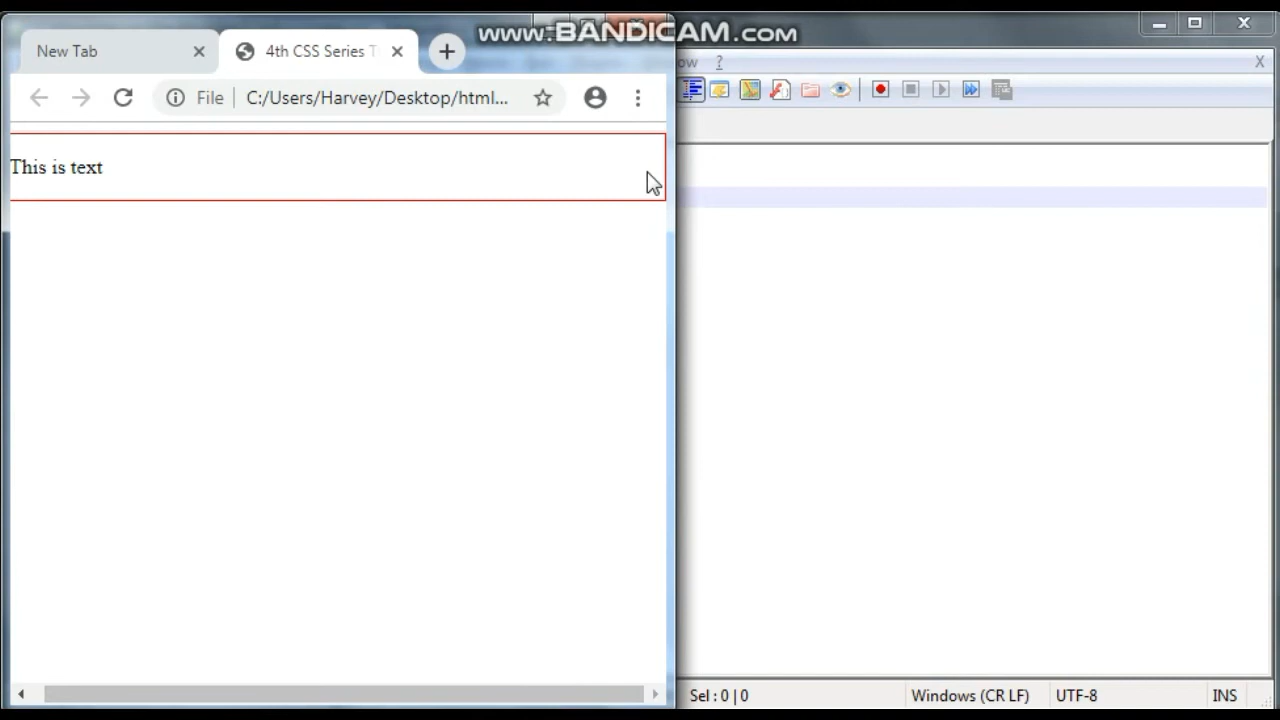 www.BANDICAM.com
New Tab
4th CSS Series T
File
C:/Users/Harvey/Desktop/html...
ow ?
This is text
Sel : 0 | 0
Windows (CR LF)
UTF-8
INS